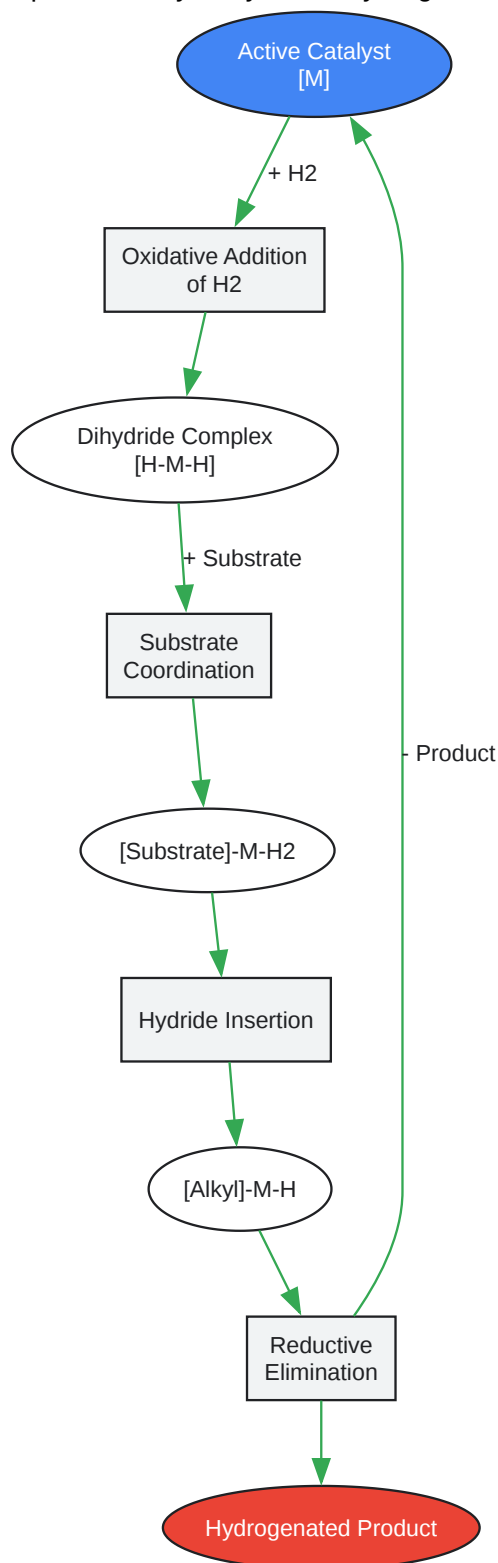 Active Catalyst
[M]
+ H2
Oxidative Addition
of H2
Dihydride Complex
[H-M-H]
+ Substrate
Substrate
Coordination
- Product
[Substrate]-M-H2
Hydride Insertion
[Alkyl]-M-H
Reductive
Elimination
Hydrogenated Product